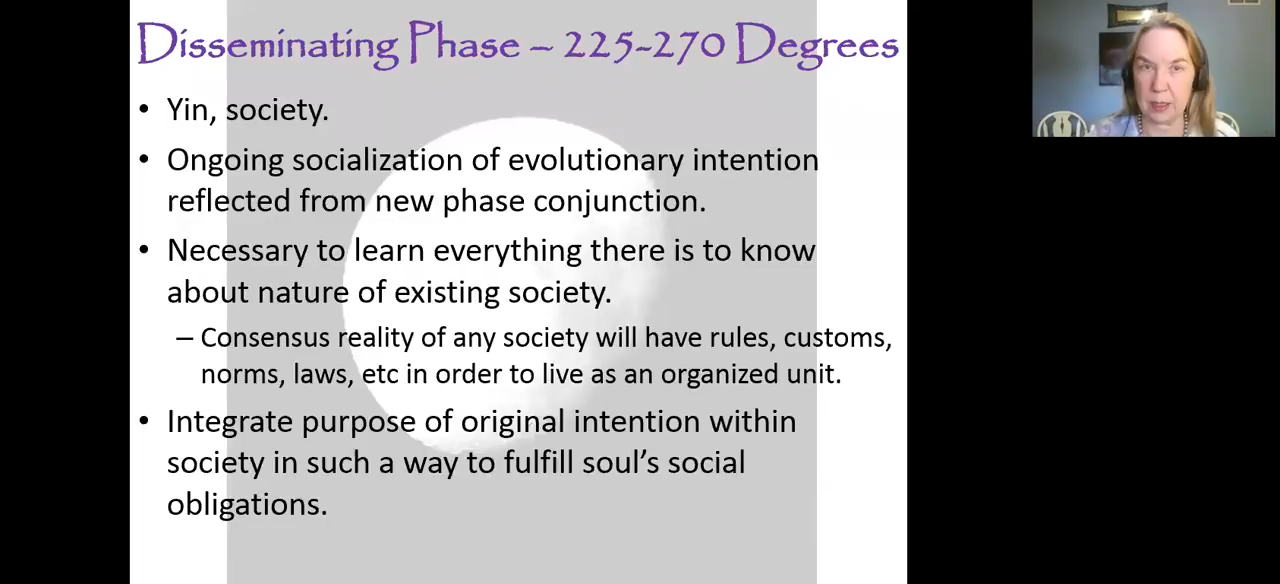 Disseminating Phase – 225-270 Degrees
• Yin, society.
• Ongoing socialization of evolutionary intention
reflected from new phase conjunction.
• Necessary to learn everything there is to know
about nature of existing society.
– Consensus reality of any society will have rules, customs,
norms, laws, etc in order to live as an organized unit.
• Integrate purpose of original intention within
society in such a way to fulfill soul’s social
obligations.